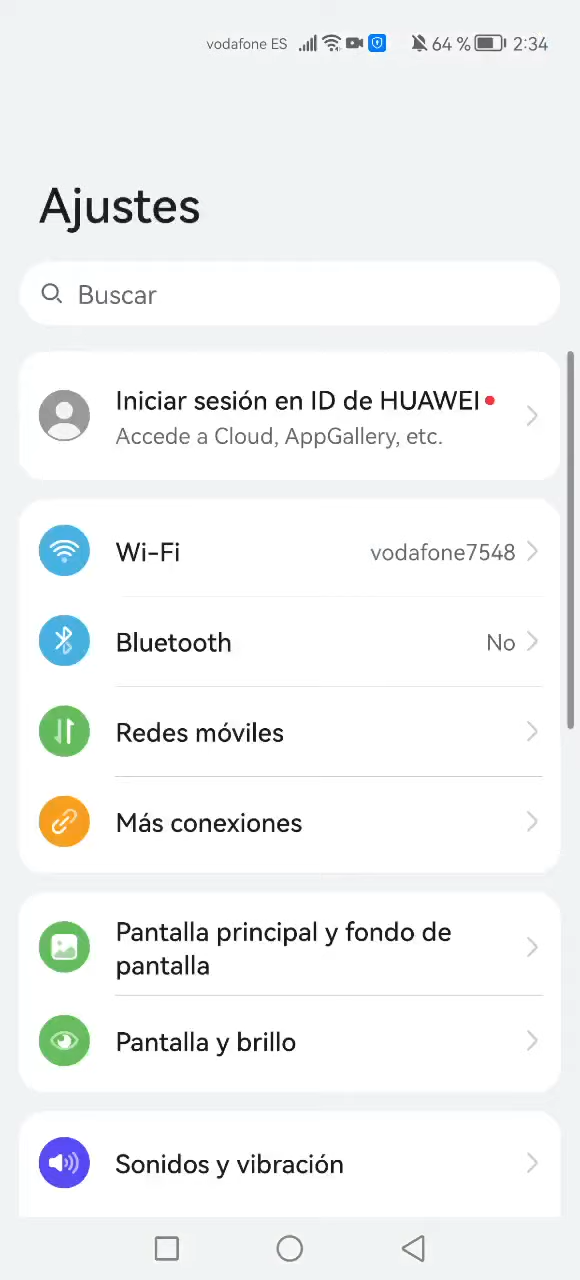 vodafone ES 64 % 2:34
Ajustes
Buscar
Iniciar sesión en ID de HUAWEI
Accede a Cloud, AppGallery, etc.
Wi-Fi vodafone7548
Bluetooth No
Redes móviles
Más conexiones
Pantalla principal y fondo de
pantalla
Pantalla y brillo
Sonidos y vibración